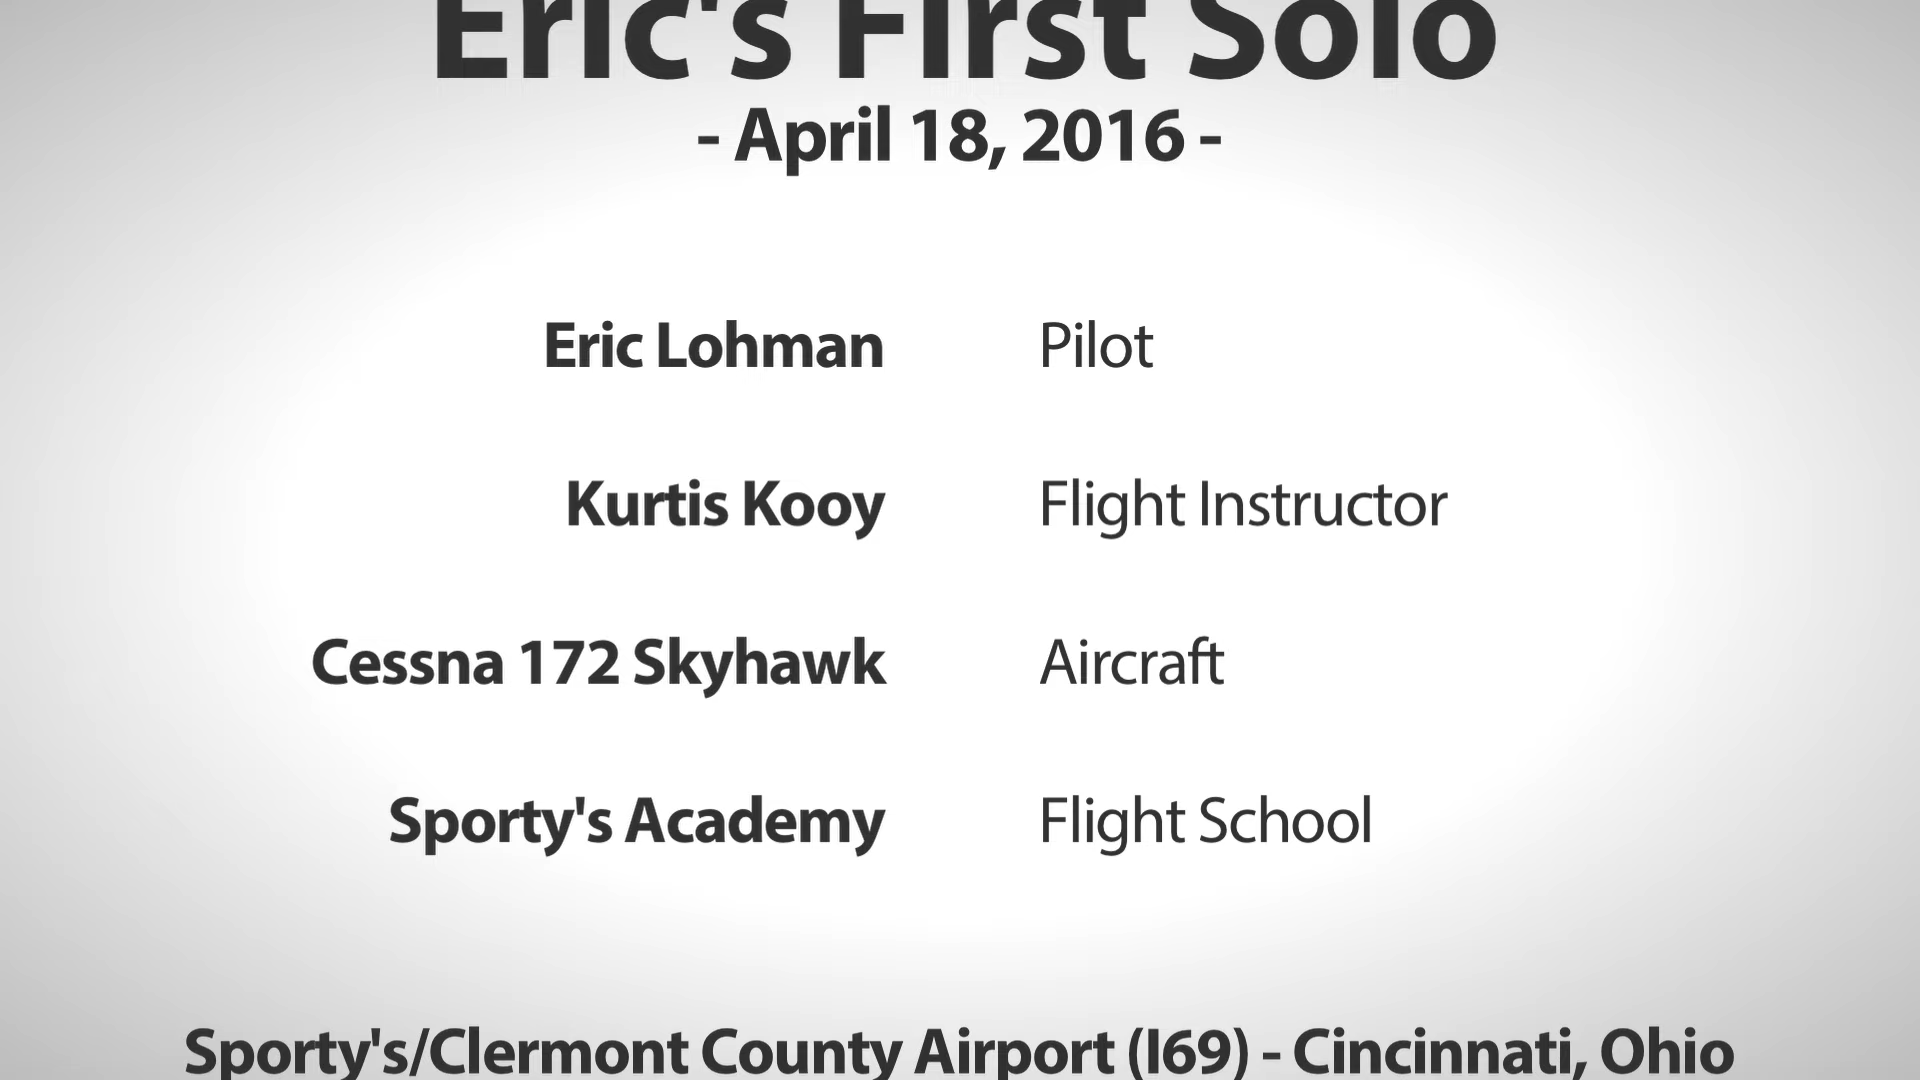 Eric's First Solo
- April 18, 2016 -
Eric Lohman Pilot
Kurtis Kooy Flight Instructor
Cessna 172 Skyhawk Aircraft
Sporty's Academy Flight School
Sporty's/Clermont County Airport (I69) - Cincinnati, Ohio